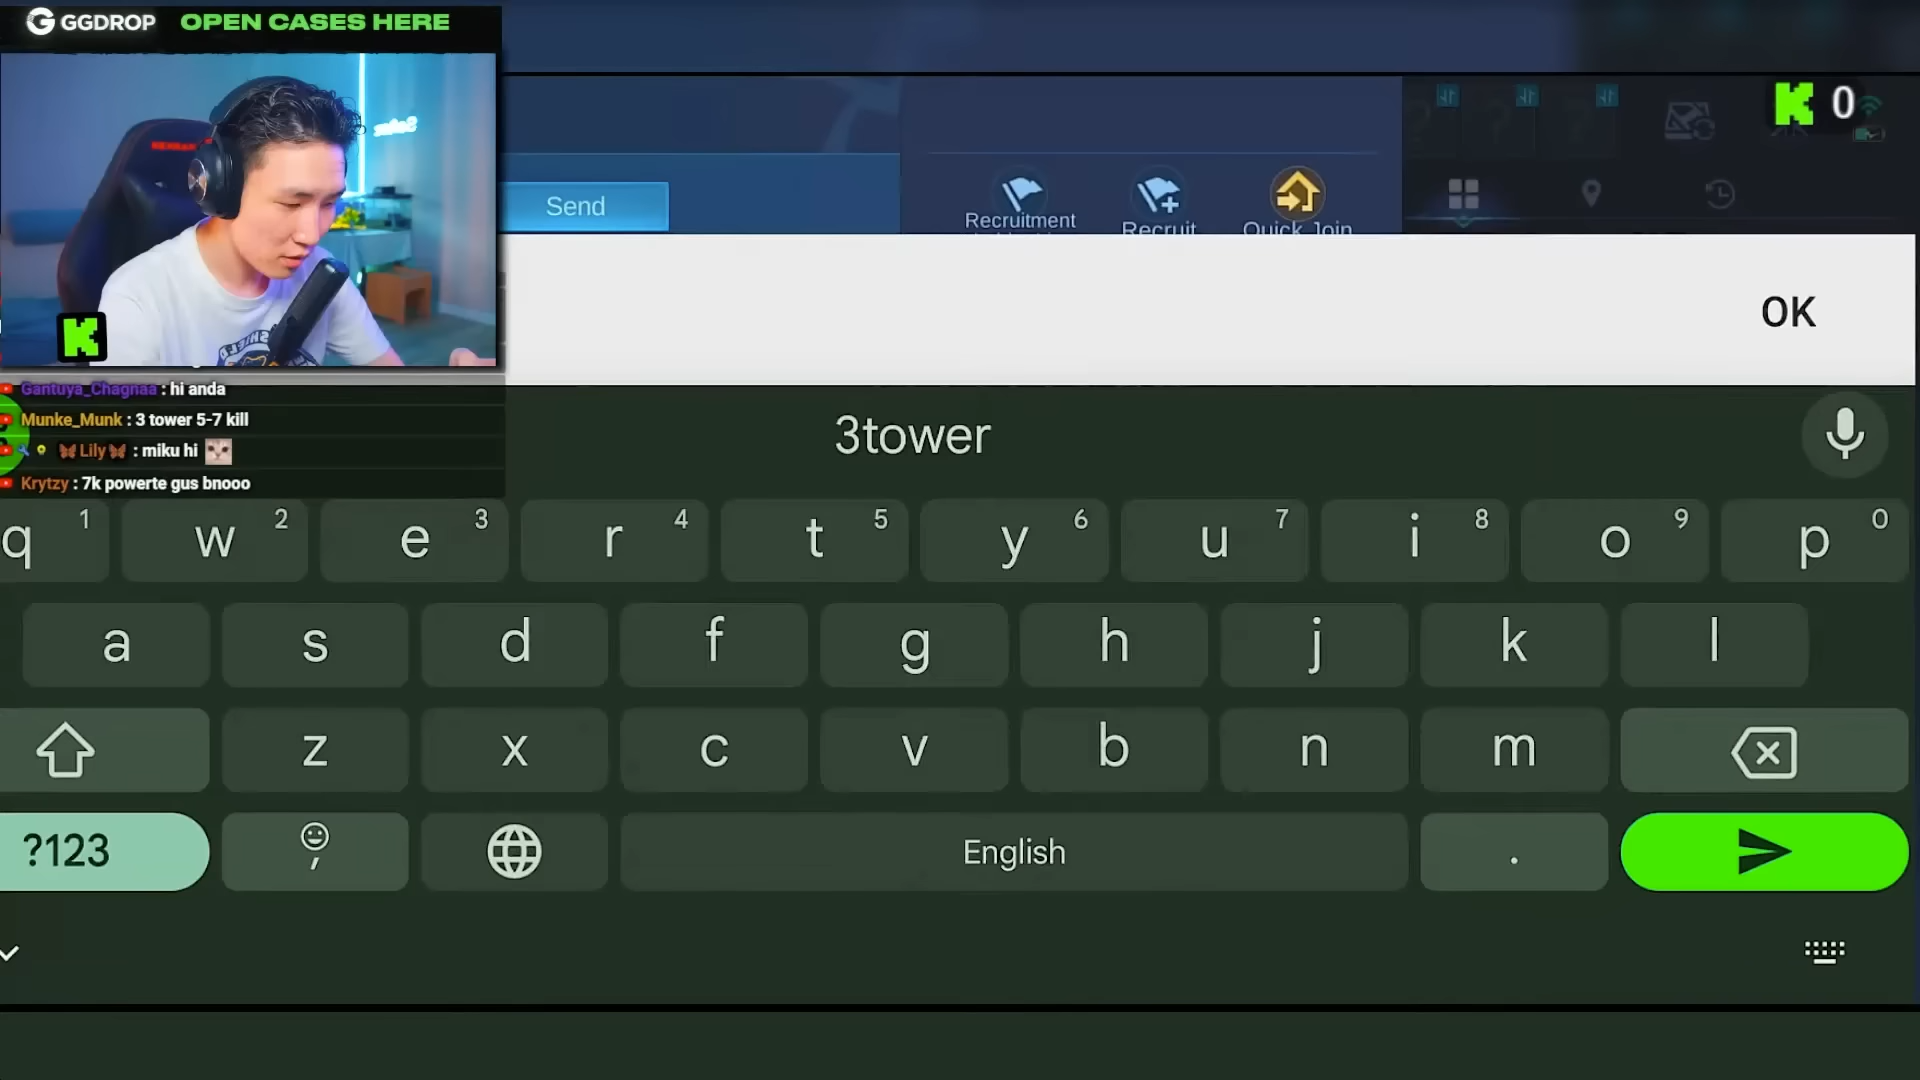 GGDROP OPEN CASES HERE
0
Send
Recruitment
Recruit
Quick Join
OK
Gantuya_Chagnaa : hi anda
Munke_Munk : 3 tower 5-7 kill
Lily : miku hi
Krytzy : 7k powerte gus bnooo
3tower
q 1 w 2 e 3 r 4 t 5 y 6 u 7 i 8 o 9 p 0
a s d f g h j k l
z x c v b n m
?123 , English .